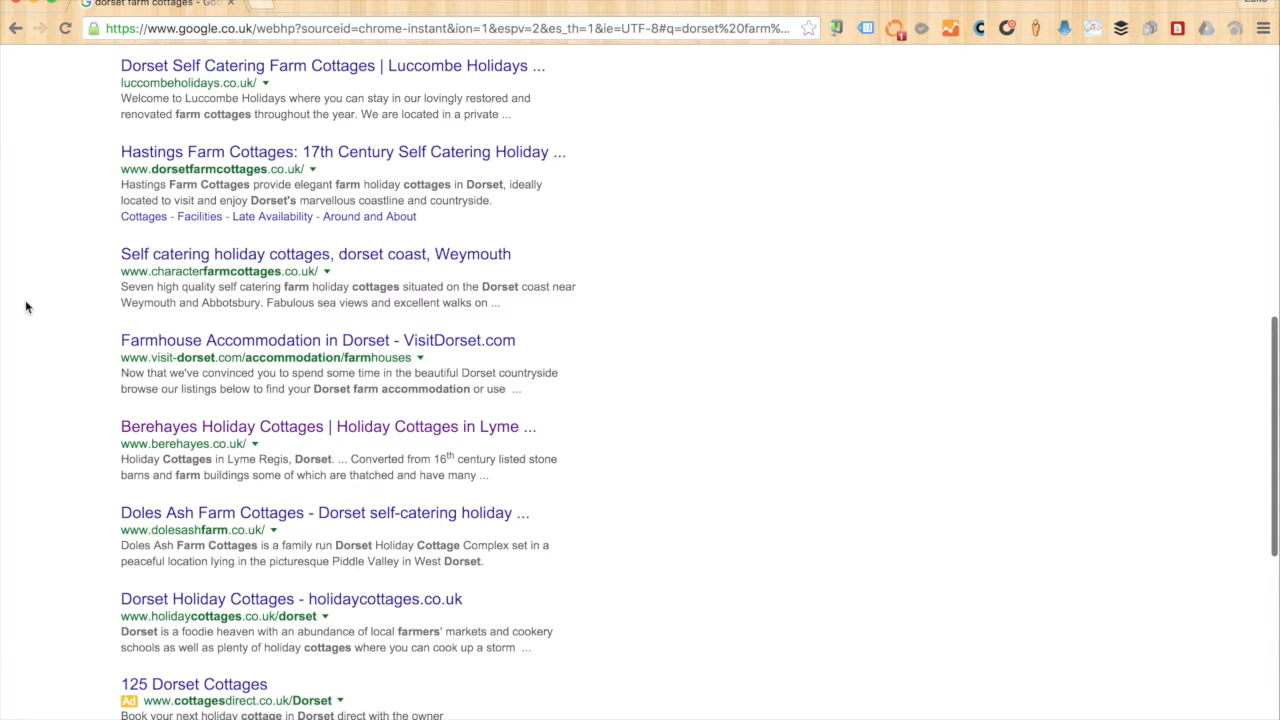 dorset farm cottages - Goo
https://www.google.co.uk/webhp?sourceid=chrome-instant&ion=1&espv=2&es_th=1&ie=UTF-8#q=dorset%20farm%...
1
Dorset Self Catering Farm Cottages | Luccombe Holidays ...
luccombeholidays.co.uk/
Welcome to Luccombe Holidays where you can stay in our lovingly restored and
renovated farm cottages throughout the year. We are located in a private ...
Hastings Farm Cottages: 17th Century Self Catering Holiday ...
www.dorsetfarmcottages.co.uk/
Hastings Farm Cottages provide elegant farm holiday cottages in Dorset, ideally
located to visit and enjoy Dorset's marvellous coastline and countryside.
Cottages - Facilities - Late Availability - Around and About
Self catering holiday cottages, dorset coast, Weymouth
www.characterfarmcottages.co.uk/
Seven high quality self catering farm holiday cottages situated on the Dorset coast near
Weymouth and Abbotsbury. Fabulous sea views and excellent walks on ...
Farmhouse Accommodation in Dorset - VisitDorset.com
www.visit-dorset.com/accommodation/farmhouses
Now that we've convinced you to spend some time in the beautiful Dorset countryside
browse our listings below to find your Dorset farm accommodation or use ...
Berehayes Holiday Cottages | Holiday Cottages in Lyme ...
www.berehayes.co.uk/
Holiday Cottages in Lyme Regis, Dorset. ... Converted from 16th century listed stone
barns and farm buildings some of which are thatched and have many ...
Doles Ash Farm Cottages - Dorset self-catering holiday ...
www.dolesashfarm.co.uk/
Doles Ash Farm Cottages is a family run Dorset Holiday Cottage Complex set in a
peaceful location lying in the picturesque Piddle Valley in West Dorset.
Dorset Holiday Cottages - holidaycottages.co.uk
www.holidaycottages.co.uk/dorset
Dorset is a foodie heaven with an abundance of local farmers' markets and cookery
schools as well as plenty of holiday cottages where you can cook up a storm ...
125 Dorset Cottages
Ad www.cottagesdirect.co.uk/Dorset
Book your next holiday cottage in Dorset direct with the owner